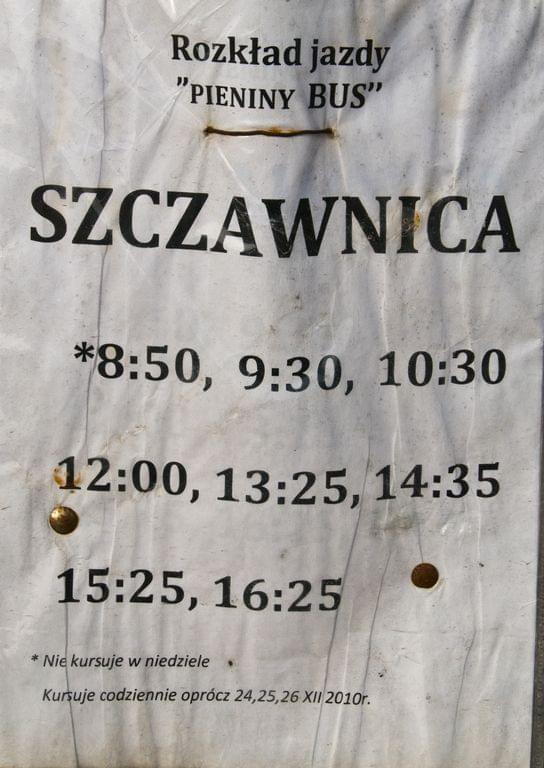 Rozkład jazdy
"PIENINY BUS"
SZCZAWNICA
*8:50, 9:30, 10:30
12:00, 13:25, 14:35
15:25, 16:25
* Nie kursuje w niedziele
Kursuje codziennie oprócz 24,25,26 XII 2010r.